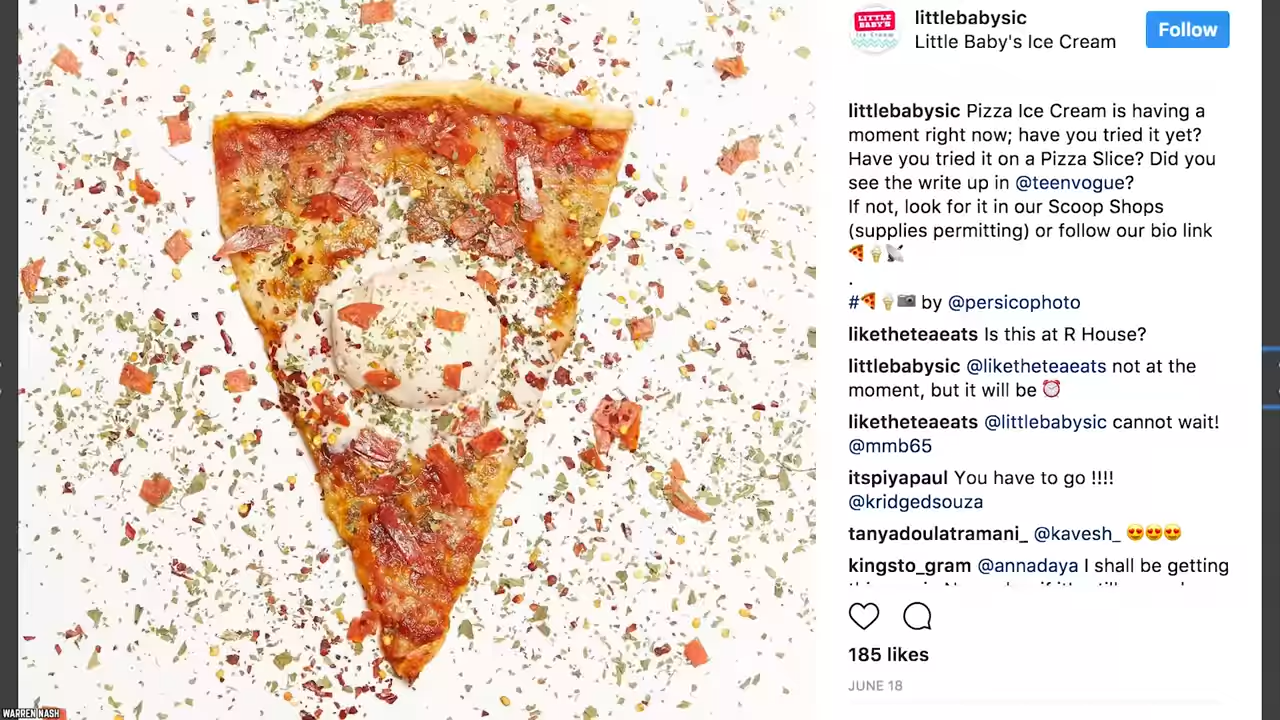 LITTLE
BABY'S
Ice Cream
littlebabysic
Little Baby's Ice Cream
Follow
littlebabysic Pizza Ice Cream is having a
moment right now; have you tried it yet?
Have you tried it on a Pizza Slice? Did you
see the write up in @teenvogue?
If not, look for it in our Scoop Shops
(supplies permitting) or follow our bio link
🍕🍦📡
.
#🍕🍦📷 by @persicophoto
liketheteaeats Is this at R House?
littlebabysic @liketheteaeats not at the
moment, but it will be ⏰
liketheteaeats @littlebabysic cannot wait!
@mmb65
itspiyapaul You have to go !!!!
@kridgedsouza
tanyadoulatramani_ @kavesh_ 😍😍😍
kingsto_gram @annadaya I shall be getting
185 likes
JUNE 18
WARREN NASH